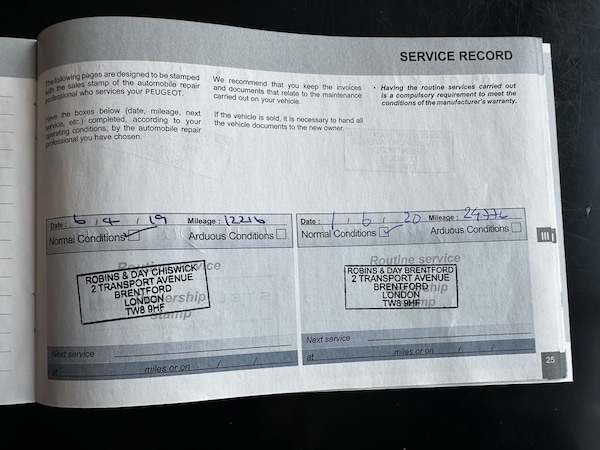 SERVICE RECORD
The following pages are designed to be stamped
with the sales stamp of the automobile repair
professional who services your PEUGEOT.
Have the boxes below (date, mileage, next
service, etc.) completed, according to your
operating conditions, by the automobile repair
professional you have chosen.
We recommend that you keep the invoices
and documents that relate to the maintenance
carried out on your vehicle.
If the vehicle is sold, it is necessary to hand all
the vehicle documents to the new owner.
• Having the routine services carried out
is a compulsory requirement to meet the
conditions of the manufacturer's warranty.
Date : 6 / 4 / 19 Mileage : 12216
Normal Conditions Arduous Conditions
Routine service
ROBINS & DAY CHISWICK
2 TRANSPORT AVENUE
BRENTFORD
LONDON
TW8 9HF
ership
stamp
Next service
at miles or on / /
Date : 1 / 6 / 20 Mileage :
Normal Conditions Arduous Conditions
Routine service
ROBINS & DAY BRENTFORD
2 TRANSPORT AVENUE
BRENTFORD
LONDON
TW8 9HF
Next service
at miles or on / /
25